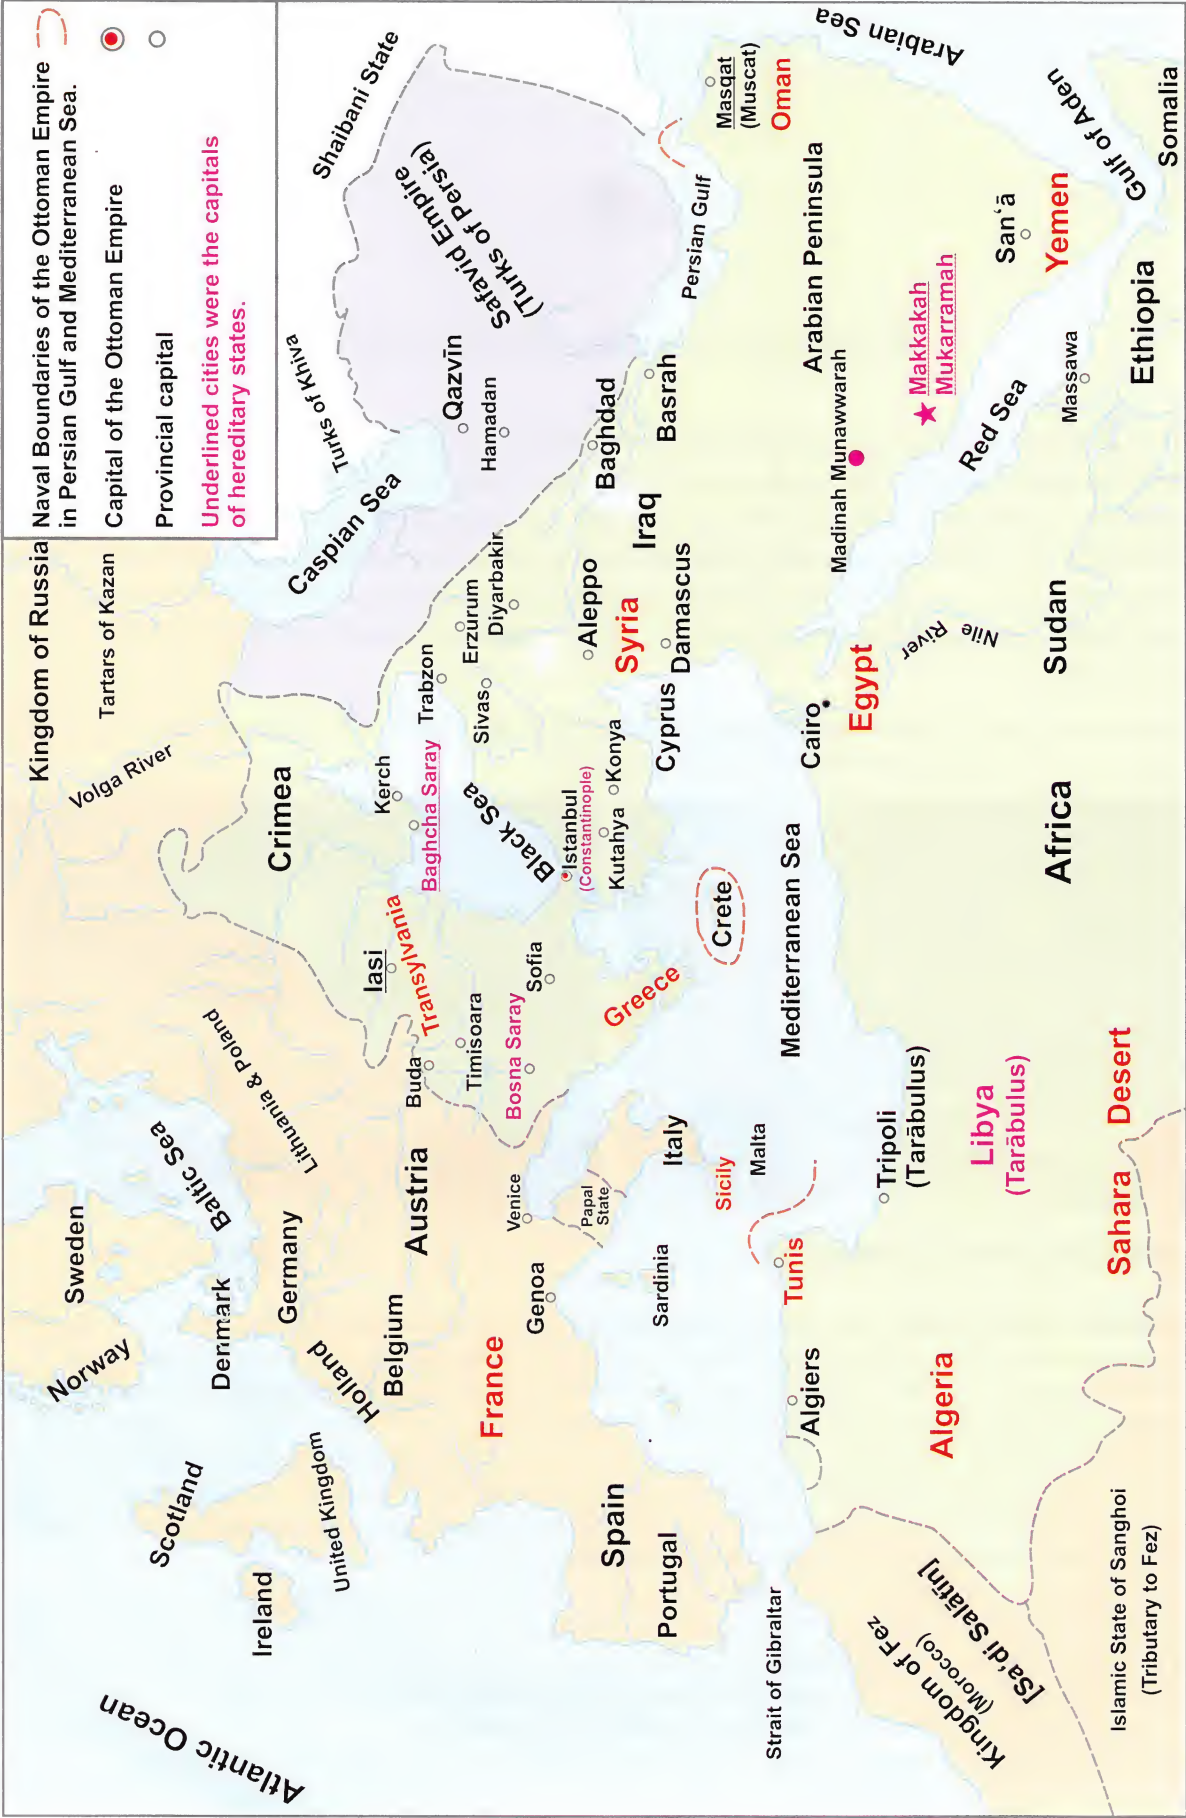 Naval Boundaries of the Ottoman Empire
in Persian Gulf and Mediterranean Sea.
Capital of the Ottoman Empire
Provincial capital
Underlined cities were the capitals
of hereditary states.
Atlantic Ocean
Scotland
Ireland
United Kingdom
Norway
Sweden
Denmark
Baltic Sea
Holland
Germany
Belgium
Lithuania & Poland
Kingdom of Russia
Tartars of Kazan
Volga River
France
Austria
Genoa
Venice
Papal
State
Italy
Sardinia
Sicily
Malta
Spain
Portugal
Strait of Gibraltar
Buda
Timisoara
Bosna Saray
Transylvania
Iasi
Sofia
Greece
Crimea
Kerch
Baghcha Saray
Black Sea
Istanbul
(Constantinople)
Kutahya
Konya
Crete
Cyprus
Mediterranean Sea
Trabzon
Sivas
Erzurum
Diyarbakir
Aleppo
Syria
Damascus
Iraq
Baghdad
Basrah
Caspian Sea
Turks of Khiva
Shaibani State
Qazvīn
Hamadan
Safavid Empire
(Turks of Persia)
Persian Gulf
Masqat
(Muscat)
Oman
Arabian Sea
Arabian Peninsula
Madinah Munawwarah
Makkakah
Mukarramah
San‘ā
Yemen
Gulf of Aden
Somalia
Red Sea
Massawa
Ethiopia
Cairo
Egypt
Nile
River
Sudan
Africa
Tripoli
(Tarābulus)
Libya
(Tarābulus)
Tunis
Algiers
Algeria
Sahara Desert
Kingdom of Fez
(Morocco)
[Sa‘di Salātīn]
Islamic State of Sanghoi
(Tributary to Fez)